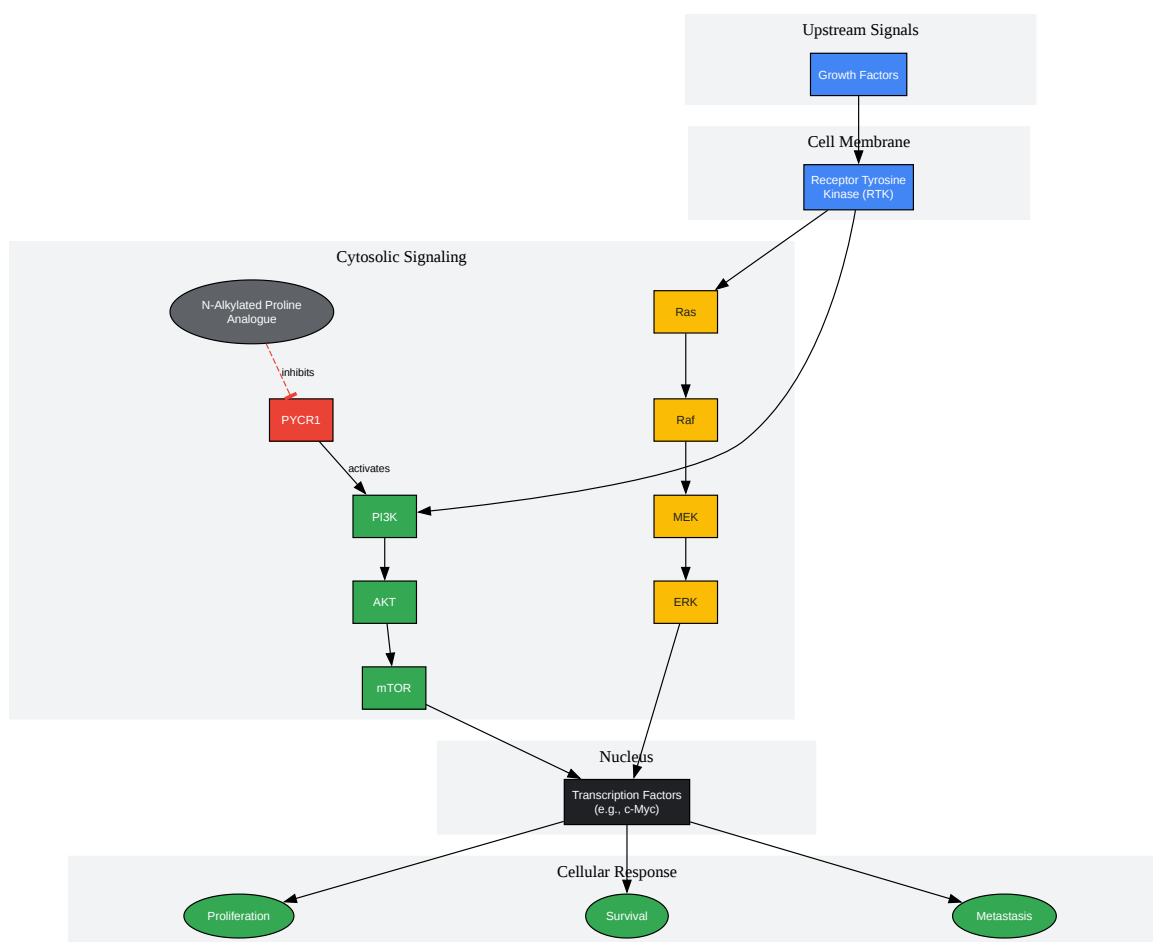 Upstream Signals
Growth Factors
Cell Membrane
Receptor Tyrosine
Kinase (RTK)
Cytosolic Signaling
N-Alkylated Proline
Analogue
Ras
inhibits
PYCR1
Raf
activates
PI3K
MEK
AKT
ERK
mTOR
Nucleus
Transcription Factors
(e.g., c-Myc)
Cellular Response
Proliferation
Survival
Metastasis